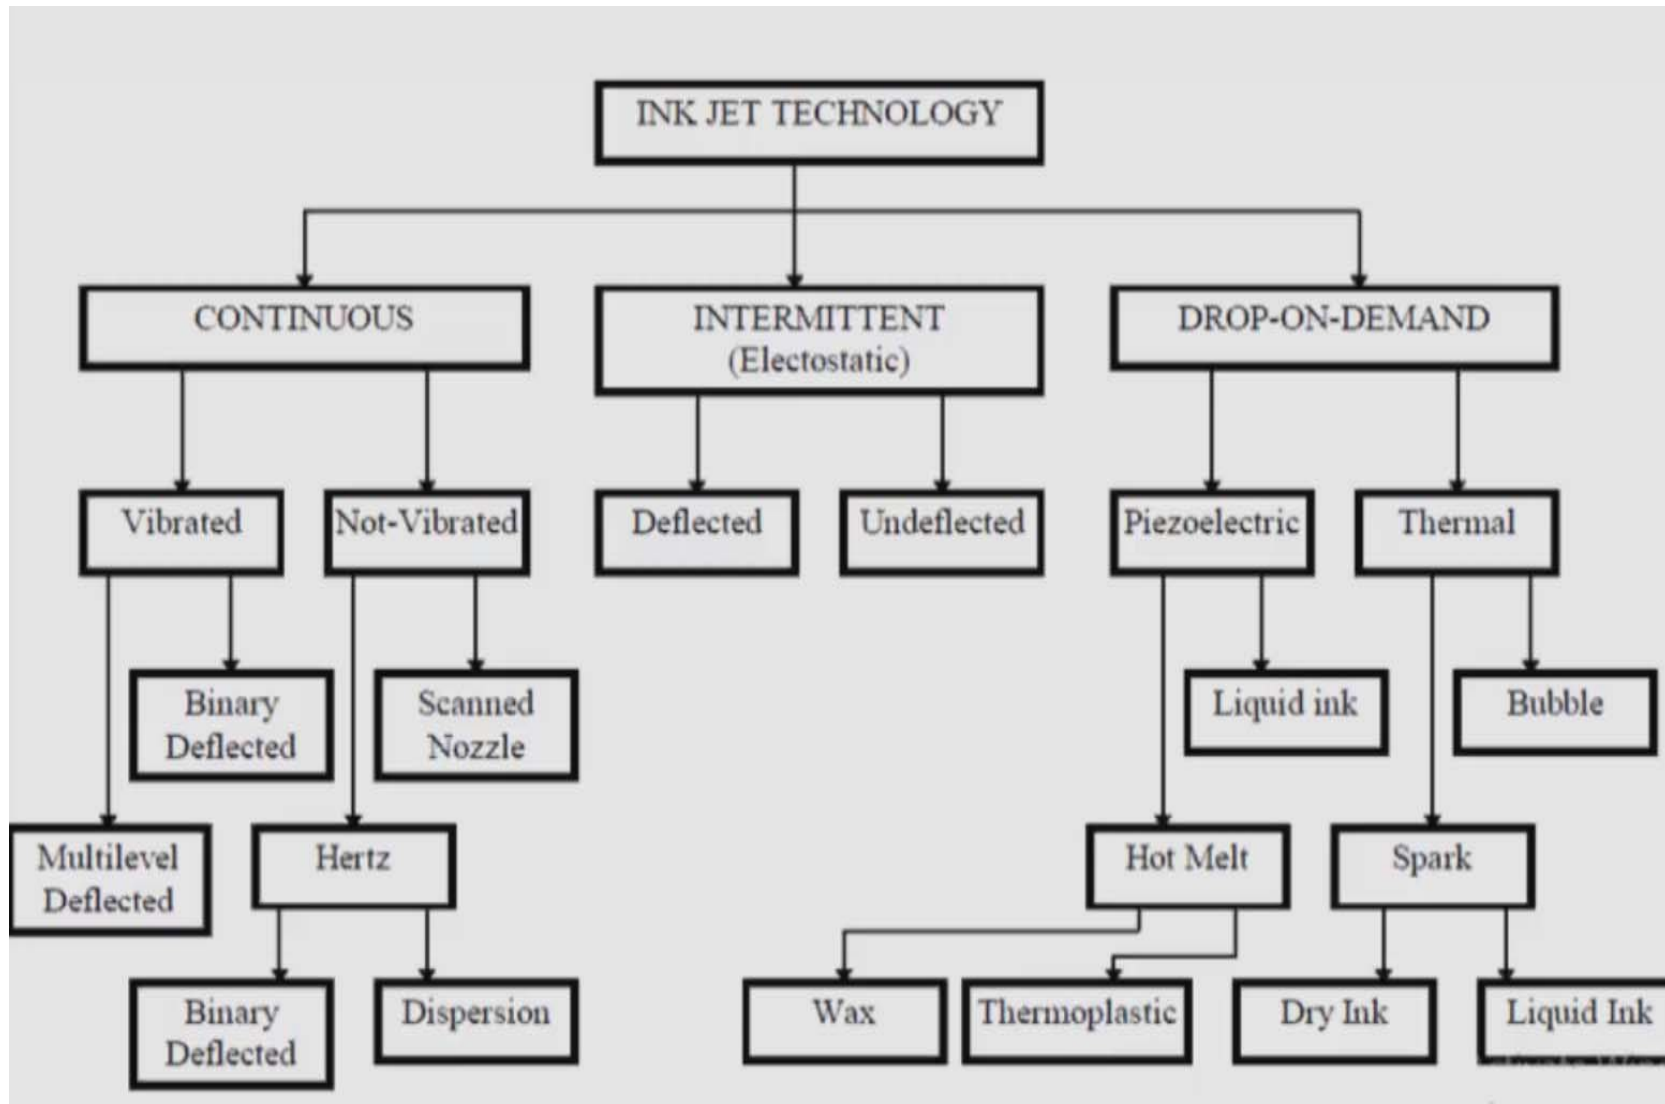 INK JET TECHNOLOGY
CONTINUOUS
INTERMITTENT
(Electostatic)
DROP-ON-DEMAND
Vibrated
Not-Vibrated
Deflected
Undeflected
Piezoelectric
Thermal
Binary
Deflected
Scanned
Nozzle
Liquid ink
Bubble
Multilevel
Deflected
Hertz
Hot Melt
Spark
Binary
Deflected
Dispersion
Wax
Thermoplastic
Dry Ink
Liquid Ink